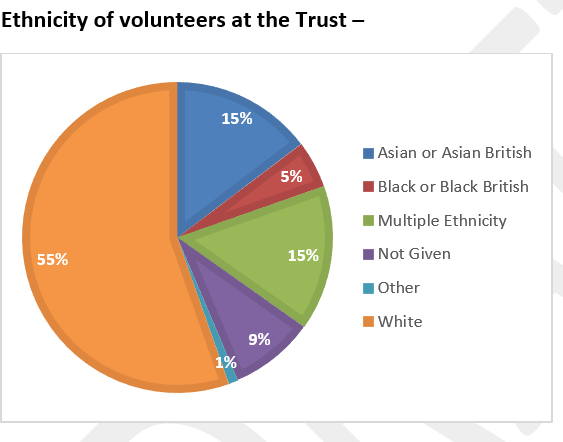 Ethnicity of volunteers at the Trust –
15%
5%
15%
9%
1%
55%
Asian or Asian British
Black or Black British
Multiple Ethnicity
Not Given
Other
White